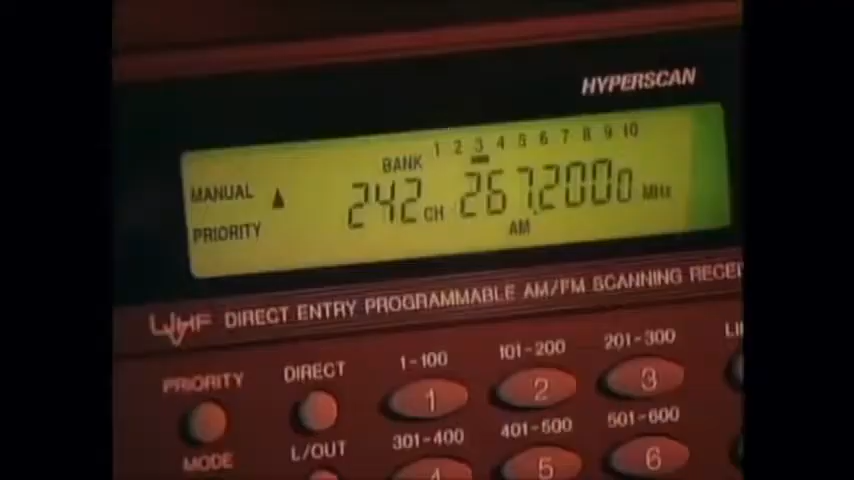 HYPERSCAN
1 2 3 4 5 6 7 8 9 10
BANK
MANUAL 242 CH 267.2000 MHz
PRIORITY AM
UHF DIRECT ENTRY PROGRAMMABLE AM/FM SCANNING RECEI
PRIORITY DIRECT 1-100 101-200 201-300 LI
1 2 3
MODE L/OUT 301-400 401-500 501-600
4 5 6